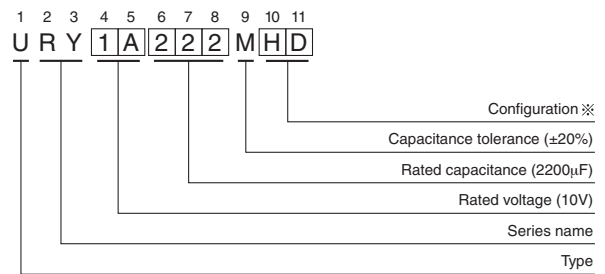 1 2 3 4 5 6 7 8 9 10 11
U R Y 1 A 2 2 2 M H D
Configuration ※
Capacitance tolerance (±20%)
Rated capacitance (2200µF)
Rated voltage (10V)
Series name
Type